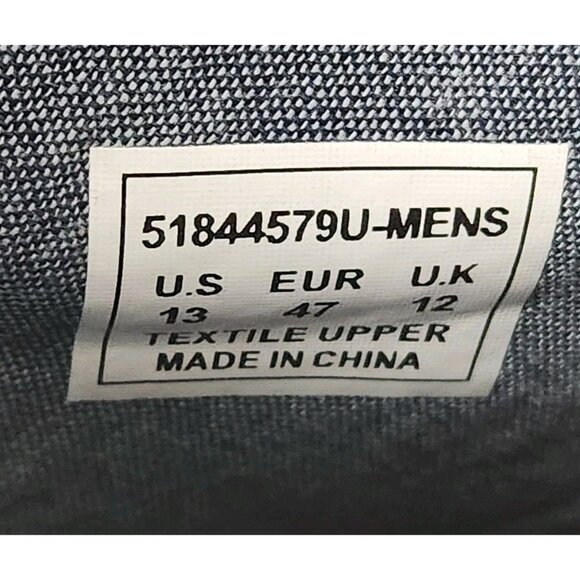 51844579U-MENS
U.S EUR U.K
13 47 12
TEXTILE UPPER
MADE IN CHINA